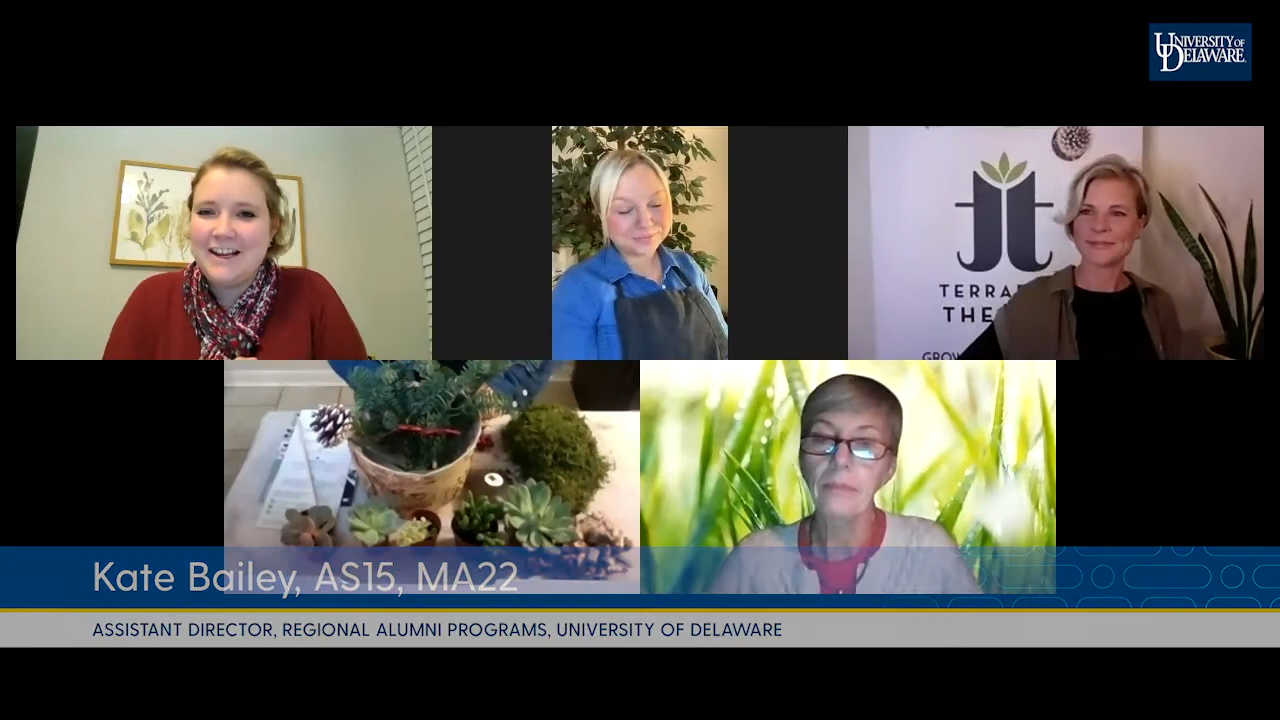 UNIVERSITY OF
DELAWARE
TERRA
THE
GROW
Kate Bailey, AS15, MA22
ASSISTANT DIRECTOR, REGIONAL ALUMNI PROGRAMS, UNIVERSITY OF DELAWARE